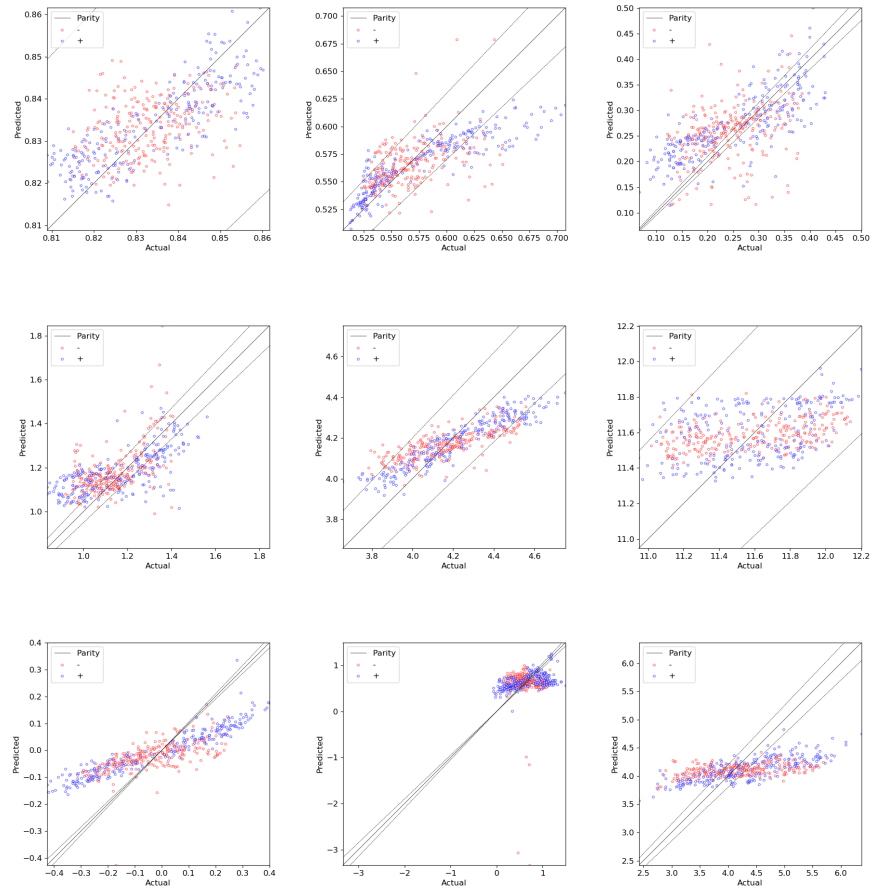 Parity
-
+
0.86
0.85
0.84
0.83
0.82
0.81
Predicted
0.81 0.82 0.83 0.84 0.85 0.86
Actual
Parity
-
+
0.700
0.675
0.650
0.625
0.600
0.575
0.550
0.525
Predicted
0.525 0.550 0.575 0.600 0.625 0.650 0.675 0.700
Actual
Parity
-
+
0.50
0.45
0.40
0.35
0.30
0.25
0.20
0.15
0.10
Predicted
0.10 0.15 0.20 0.25 0.30 0.35 0.40 0.45 0.50
Actual
Parity
-
+
1.8
1.6
1.4
1.2
1.0
Predicted
1.0 1.2 1.4 1.6 1.8
Actual
Parity
-
+
4.6
4.4
4.2
4.0
3.8
Predicted
3.8 4.0 4.2 4.4 4.6
Actual
Parity
-
+
12.2
12.0
11.8
11.6
11.4
11.2
11.0
Predicted
11.0 11.2 11.4 11.6 11.8 12.0 12.2
Actual
Parity
-
+
0.4
0.3
0.2
0.1
0.0
−0.1
−0.2
−0.3
−0.4
Predicted
−0.4 −0.3 −0.2 −0.1 0.0 0.1 0.2 0.3 0.4
Actual
Parity
-
+
1
0
−1
−2
−3
Predicted
−3 −2 −1 0 1
Actual
Parity
-
+
6.0
5.5
5.0
4.5
4.0
3.5
3.0
2.5
Predicted
2.5 3.0 3.5 4.0 4.5 5.0 5.5 6.0
Actual